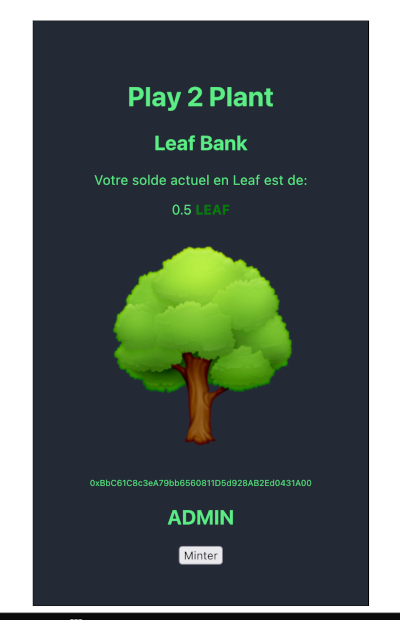 Play 2 Plant
Leaf Bank
Votre solde actuel en Leaf est de:
0.5 LEAF
0xBbC61C8c3eA79bb6560811D5d928AB2Ed0431A00
ADMIN
Minter